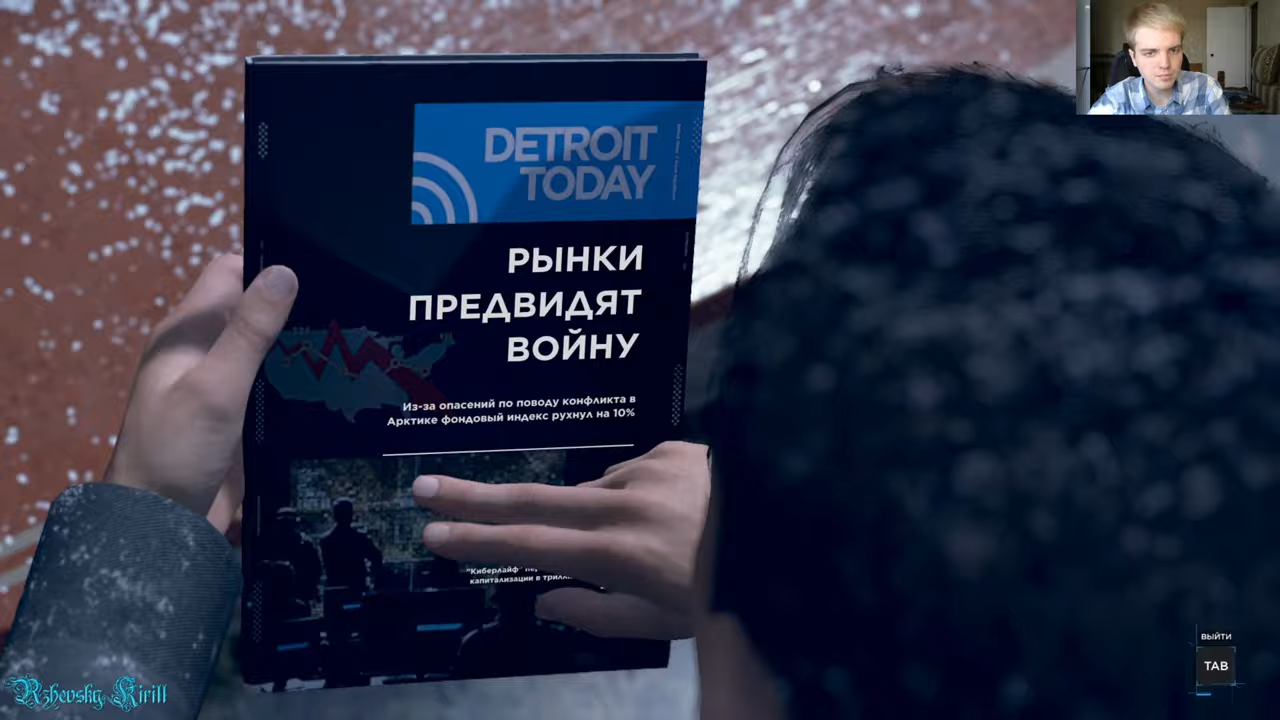 DETROIT
TODAY
РЫНКИ
ПРЕДВИДЯТ
ВОЙНУ
Из-за опасений по поводу конфликта в
Арктике фондовый индекс рухнул на 10%
"Киберлайф"
капитализации в
ВЫЙТИ
TAB
Rzhevsky Kirill